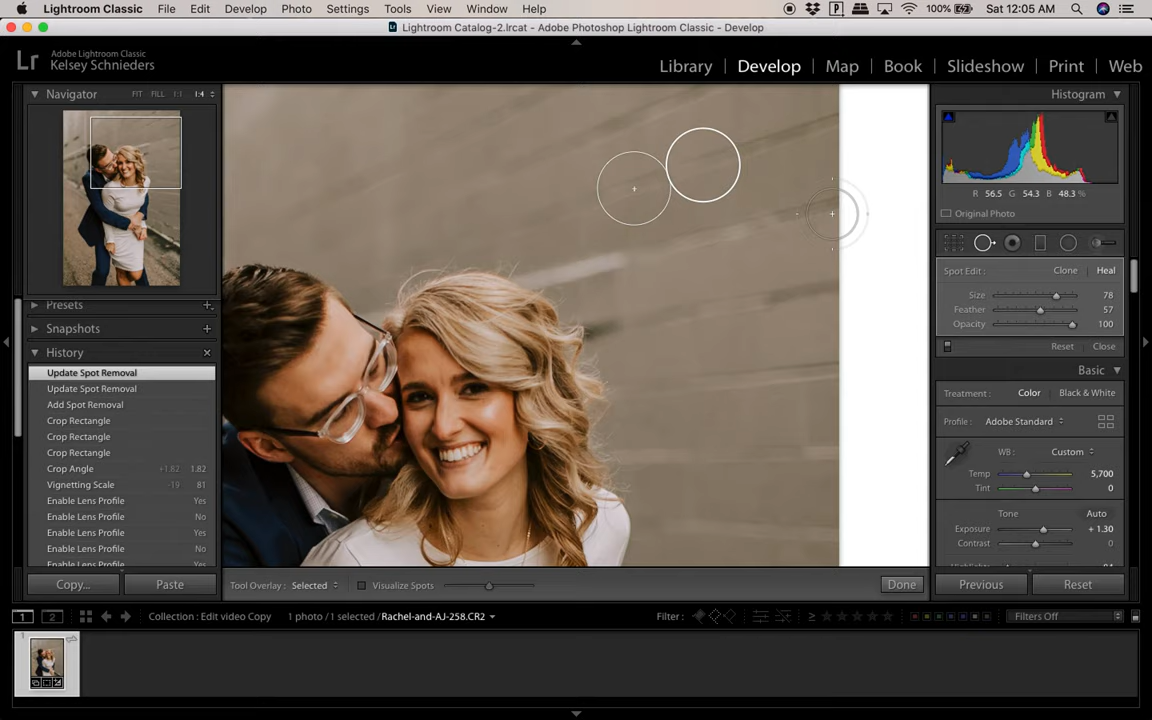 Lightroom Classic File Edit Develop Photo Settings Tools View Window Help 100% Sat 12:05 AM
Lightroom Catalog-2.lrcat - Adobe Photoshop Lightroom Classic - Develop
Lr Adobe Lightroom Classic
Kelsey Schnieders
Library Develop Map Book Slideshow Print Web
Navigator FIT FILL 1:1 1:4
Presets
Snapshots
History
Update Spot Removal
Update Spot Removal
Add Spot Removal
Crop Rectangle
Crop Rectangle
Crop Rectangle
Crop Angle +1.82 1.82
Vignetting Scale -19 81
Enable Lens Profile Yes
Enable Lens Profile No
Enable Lens Profile Yes
Enable Lens Profile No
Enable Lens Profile Yes
Copy... Paste
Tool Overlay : Selected Visualize Spots Done
Histogram
R 56.5 G 54.3 B 48.3 %
Original Photo
Spot Edit : Clone Heal
Size 78
Feather 57
Opacity 100
Reset Close
Basic
Treatment : Color Black & White
Profile : Adobe Standard
WB : Custom
Temp 5,700
Tint 0
Tone Auto
Exposure + 1.30
Contrast 0
Previous Reset
1 2 Collection : Edit video Copy 1 photo / 1 selected / Rachel-and-AJ-258.CR2 Filter : Filters Off
1